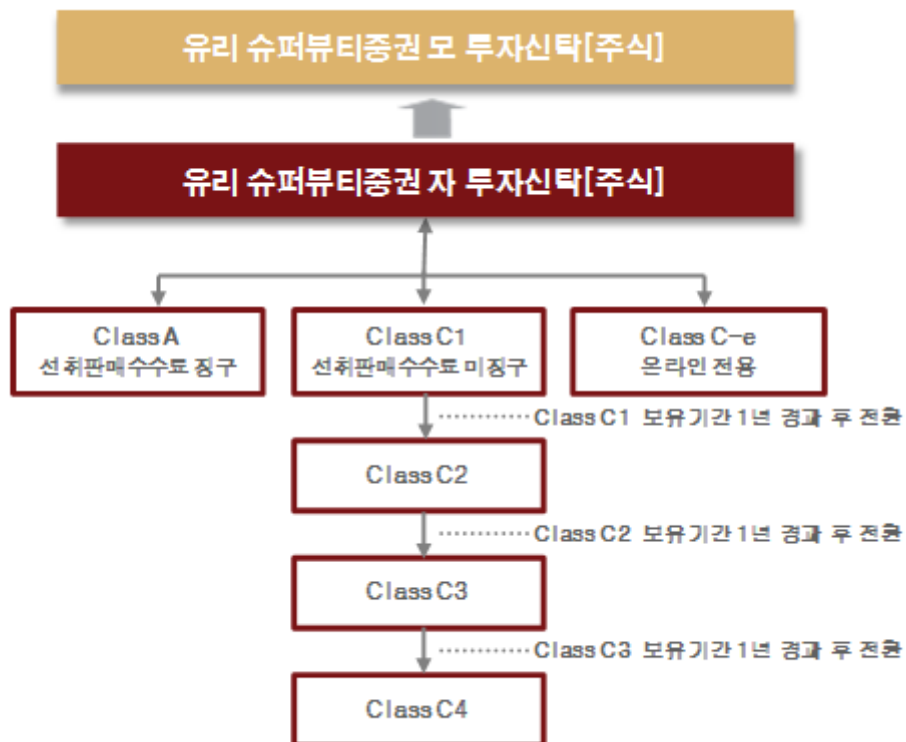 유리 슈퍼뷰티중권 모 투자신탁[주식]
유리 슈퍼뷰티중권 자 투자신탁[주식]
Class A
선취판매수수료 징구
Class C1
선취판매수수료 미징구
Class C-e
온라인 전용
Class C1 보유기간 1년 경과 후 전환
Class C2
Class C2 보유기간 1년 경과 후 전환
Class C3
Class C3 보유기간 1년 경과 후 전환
Class C4